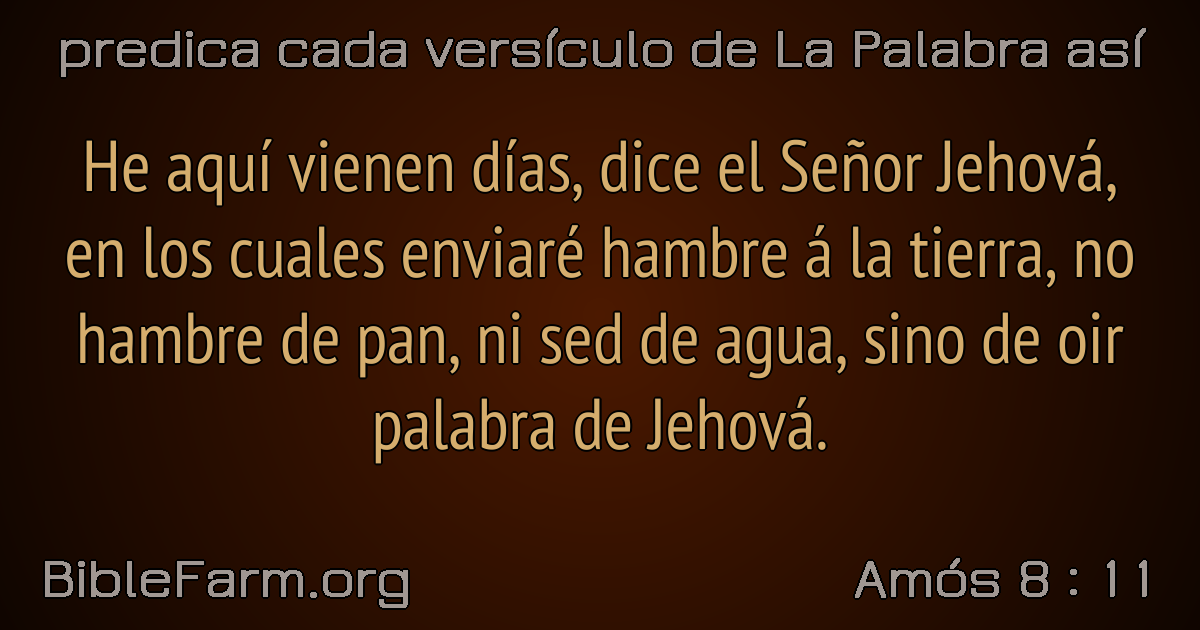 predica cada versículo de La Palabra así
He aquí vienen días, dice el Señor Jehová,
en los cuales enviaré hambre á la tierra, no
hambre de pan, ni sed de agua, sino de oir
palabra de Jehová.
BibleFarm.org
Amós 8 : 11